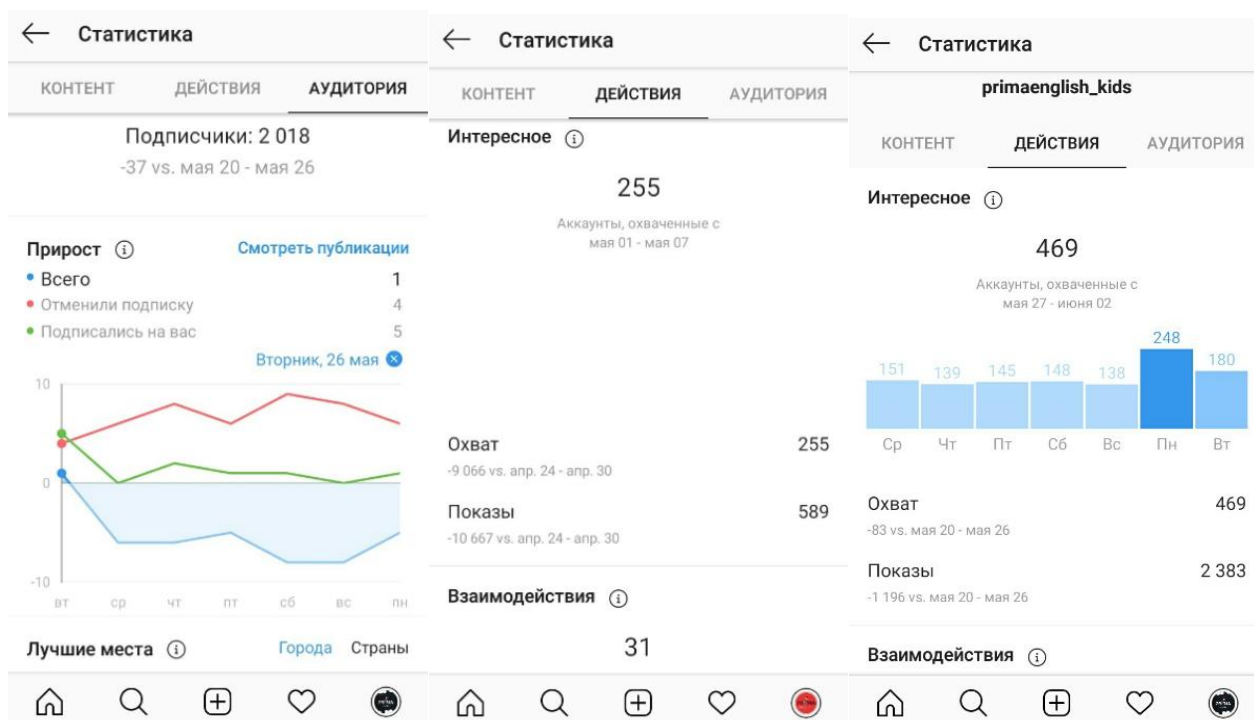 Статистика
КОНТЕНТ ДЕЙСТВИЯ АУДИТОРИЯ
Подписчики: 2 018
-37 vs. мая 20 - мая 26
Прирост Смотреть публикации
Всего 1
Отменили подписку 4
Подписались на вас 5
Вторник, 26 мая
10
0
-10
вт ср чт пт сб вс пн
Лучшие места Города Страны
Статистика
КОНТЕНТ ДЕЙСТВИЯ АУДИТОРИЯ
Интересное
255
Аккаунты, охваченные с
мая 01 - мая 07
Охват 255
-9 066 vs. апр. 24 - апр. 30
Показы 589
-10 667 vs. апр. 24 - апр. 30
Взаимодействия
31
Статистика
primaenglish_kids
КОНТЕНТ ДЕЙСТВИЯ АУДИТОРИЯ
Интересное
469
Аккаунты, охваченные с
мая 27 - июня 02
151 139 145 148 138 248 180
Ср Чт Пт Сб Вс Пн Вт
Охват 469
-83 vs. мая 20 - мая 26
Показы 2 383
-1 196 vs. мая 20 - мая 26
Взаимодействия